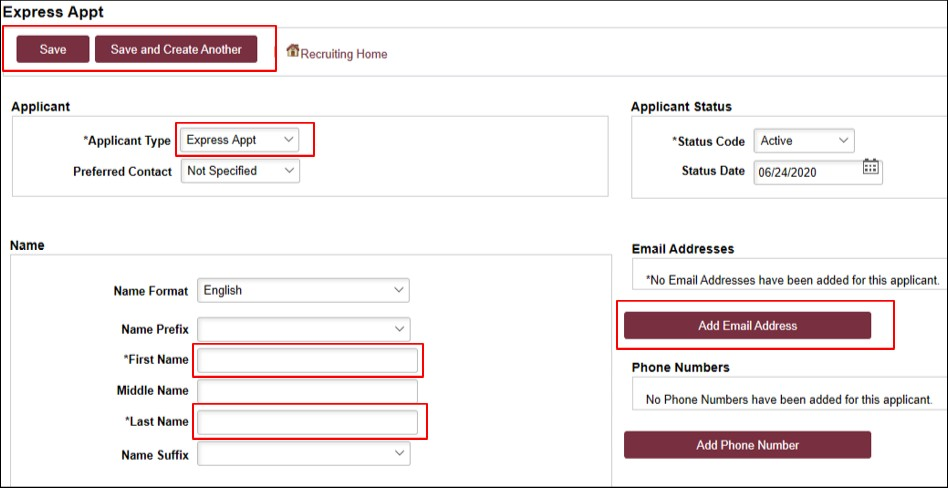 Express Appt
Save
Save and Create Another
Recruiting Home
Applicant
*Applicant Type Express Appt
Preferred Contact Not Specified
Applicant Status
*Status Code Active
Status Date 06/24/2020
Name
Name Format English
Name Prefix
*First Name
Middle Name
*Last Name
Name Suffix
Email Addresses
*No Email Addresses have been added for this applicant.
Add Email Address
Phone Numbers
No Phone Numbers have been added for this applicant.
Add Phone Number